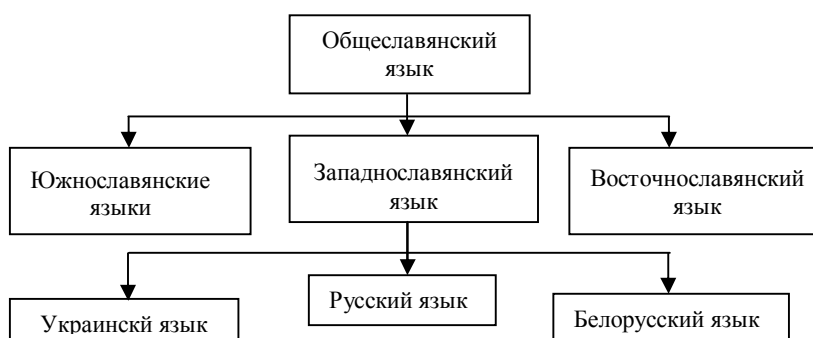 Общеславянский
язык
Южнославянские
языки
Западнославянский
язык
Восточнославянский
язык
Украинскй язык
Русский язык
Белорусский язык